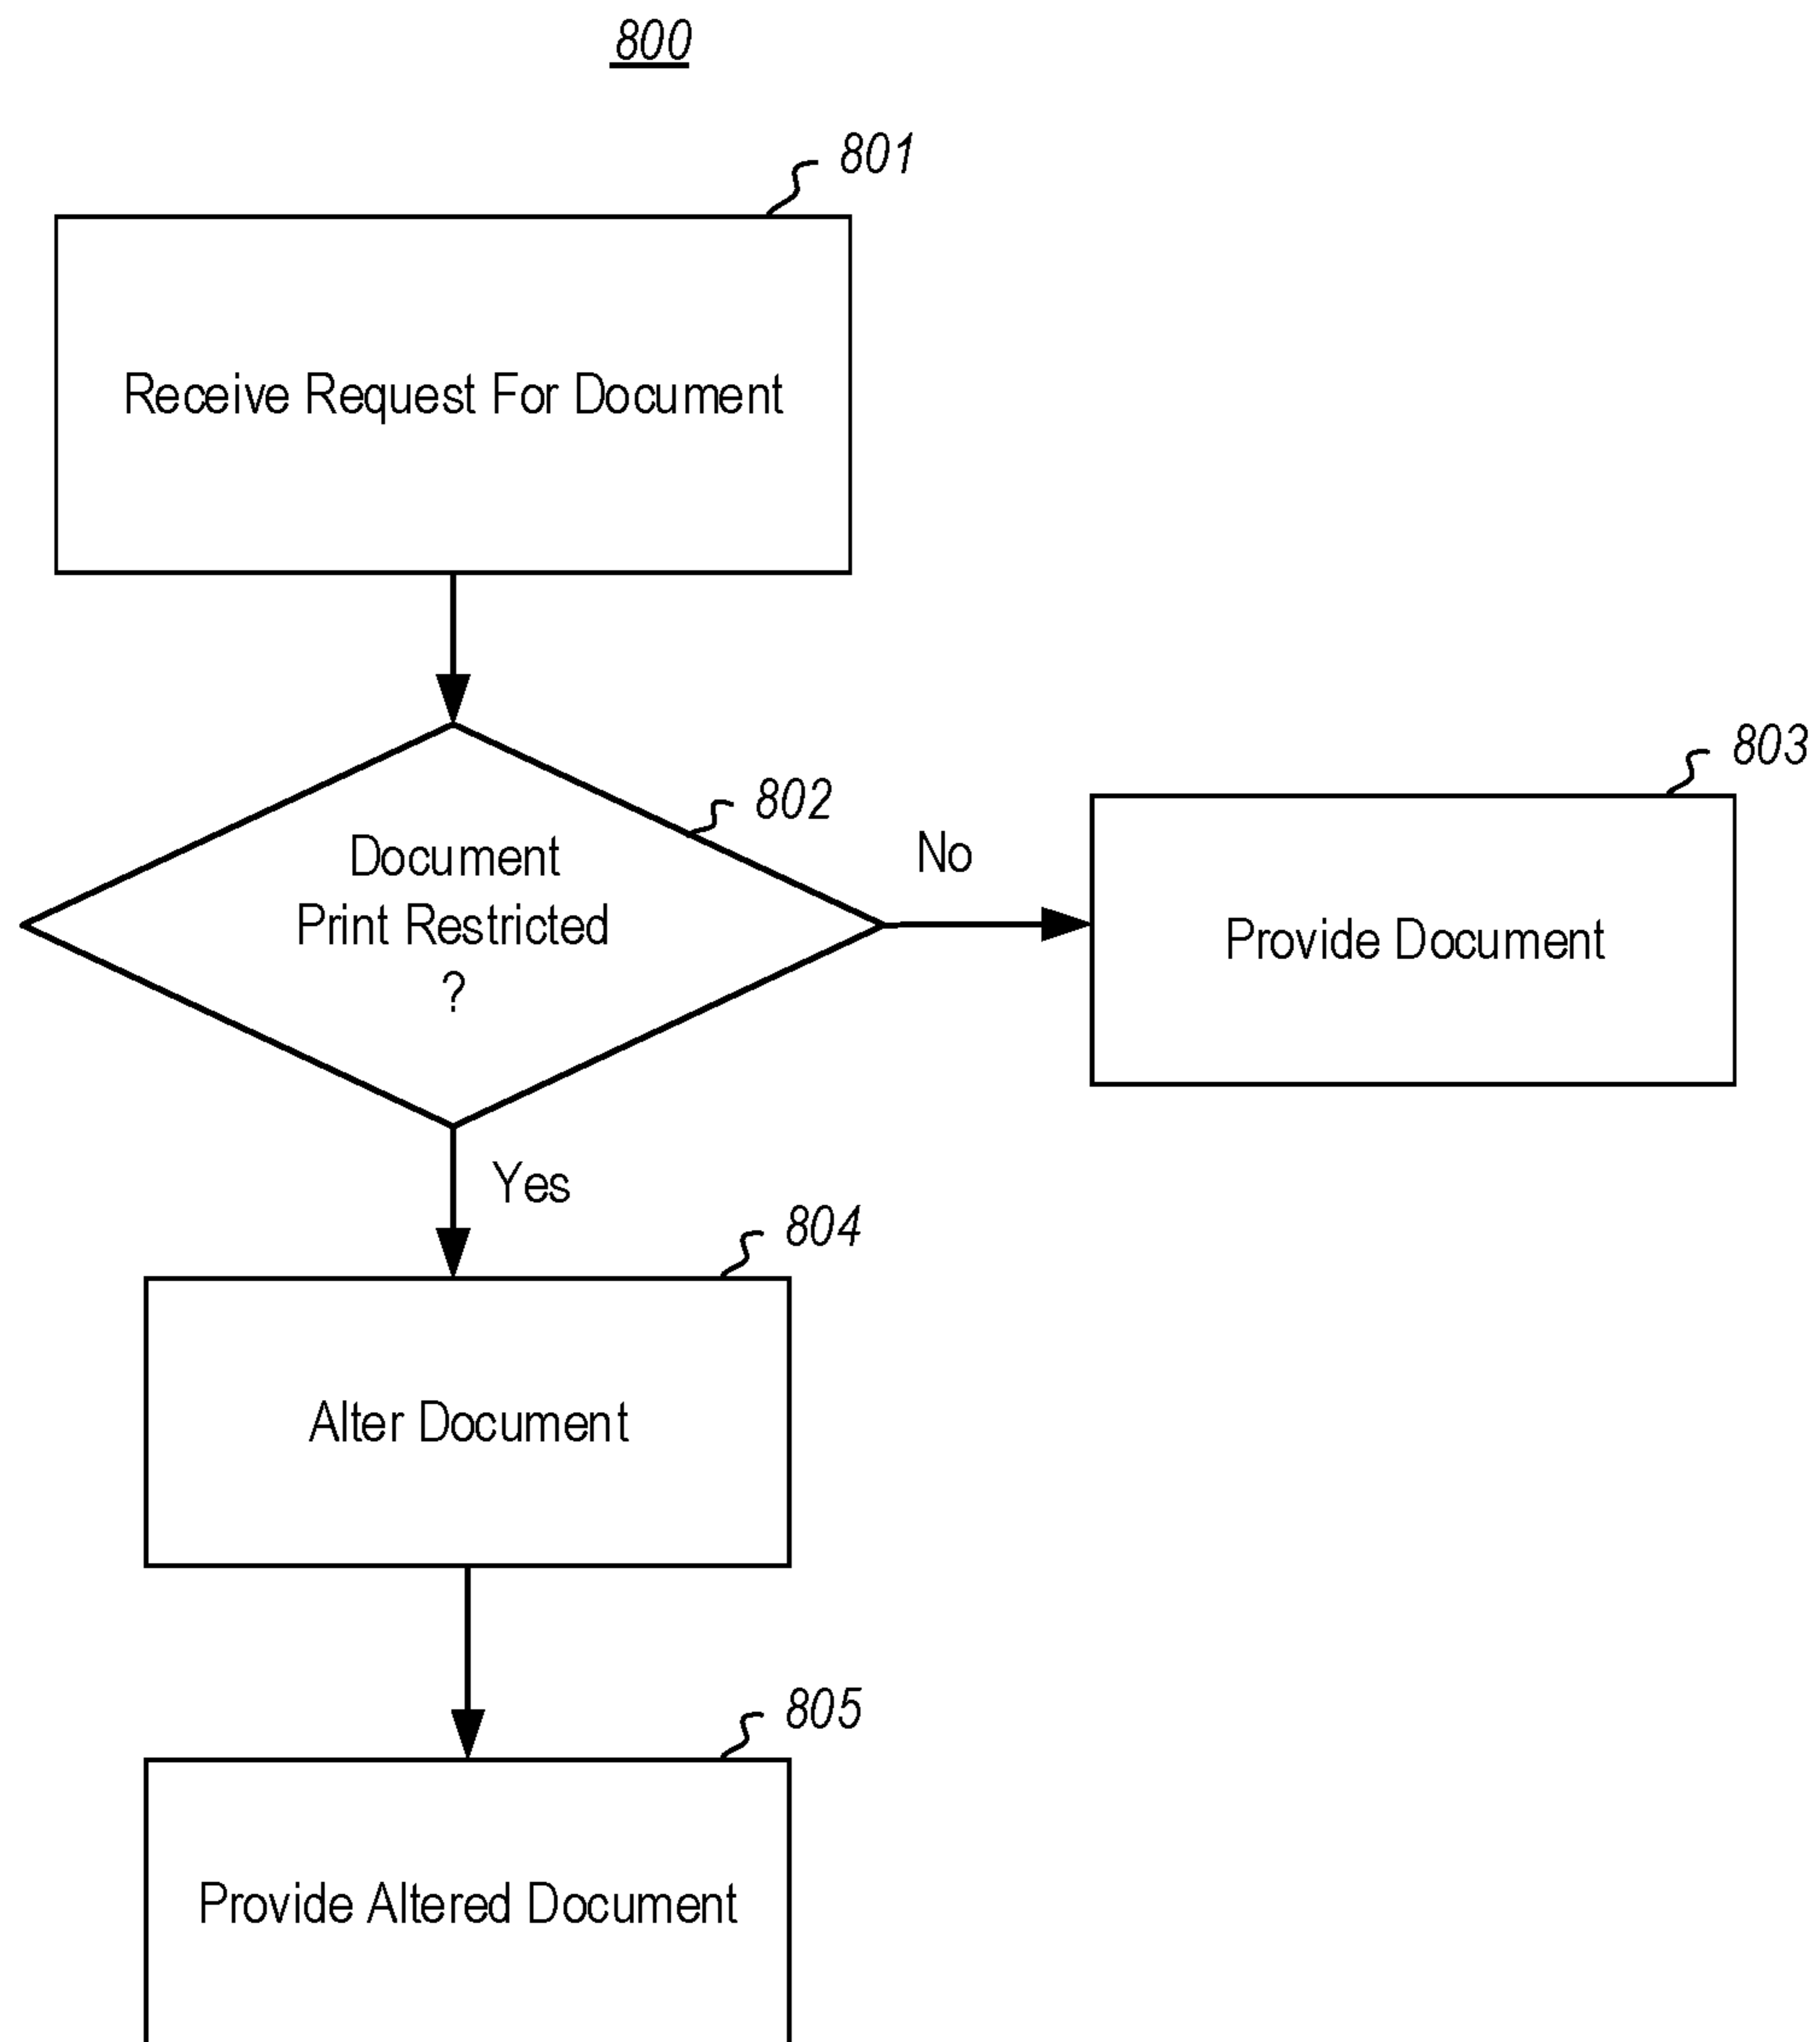 800
801
Receive Request For Document
802
Document
Print Restricted
?
No
803
Provide Document
Yes
804
Alter Document
805
Provide Altered Document